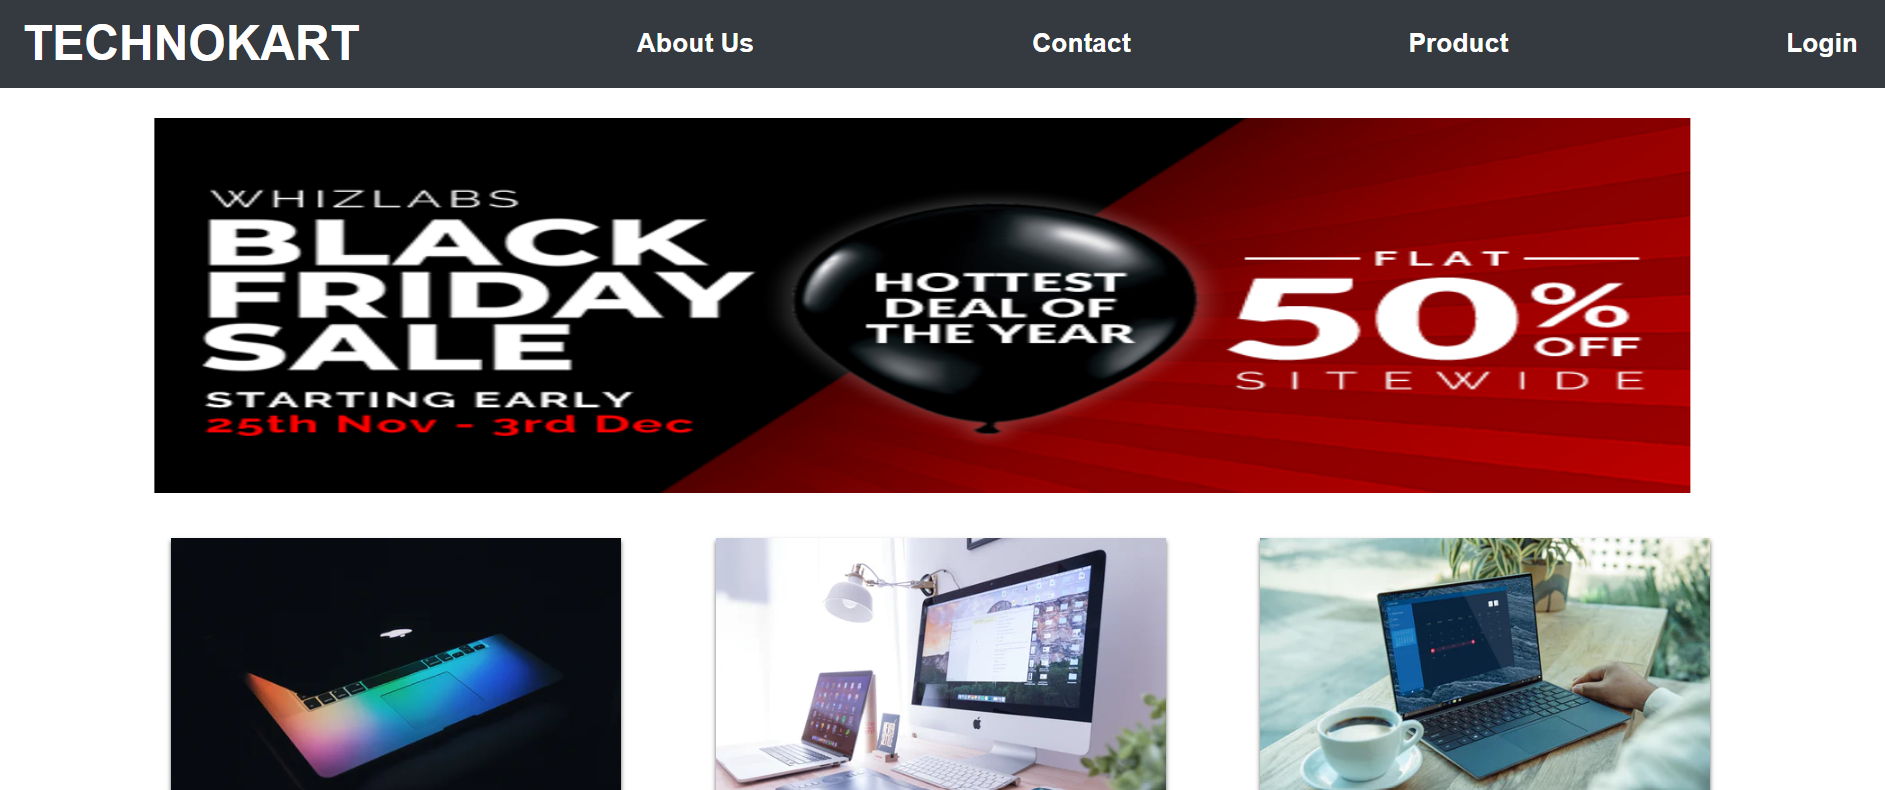 TECHNOKART
About Us
Contact
Product
Login
WHIZLABS
BLACK
FRIDAY
SALE
STARTING EARLY
25th Nov - 3rd Dec
HOTTEST
DEAL OF
THE YEAR
FLAT
50%
OFF
SITEWIDE